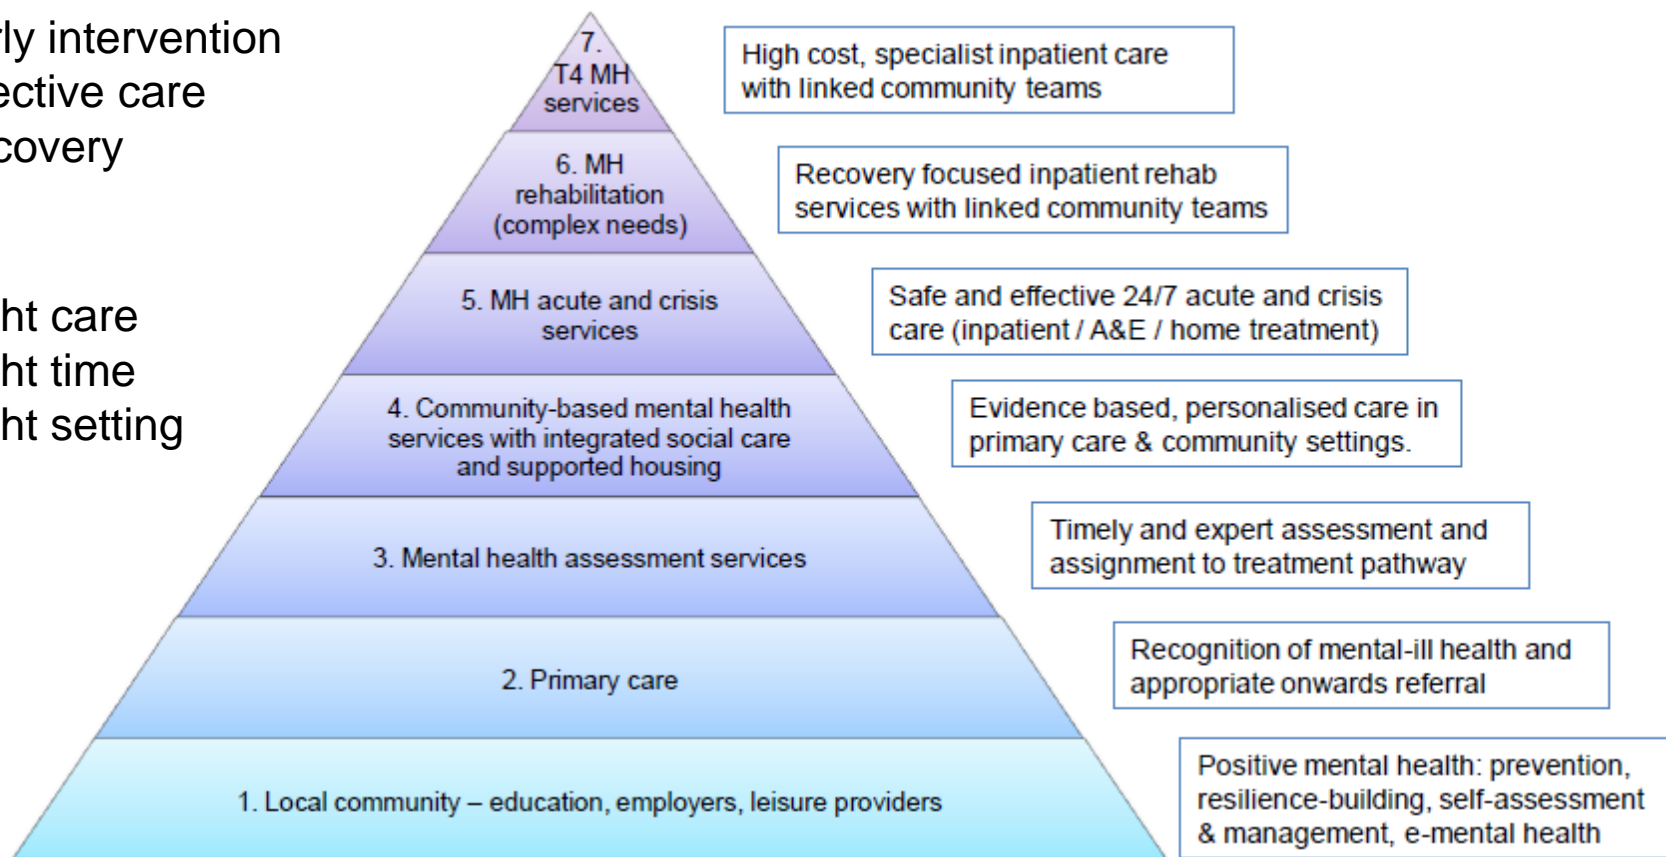 rly intervention
ective care
covery
ht care
ht time
ht setting
7.
T4 MH
services
High cost, specialist inpatient care
with linked community teams
6. MH
rehabilitation
(complex needs)
Recovery focused inpatient rehab
services with linked community teams
5. MH acute and crisis
services
Safe and effective 24/7 acute and crisis
care (inpatient / A&E / home treatment)
4. Community-based mental health
services with integrated social care
and supported housing
Evidence based, personalised care in
primary care & community settings.
3. Mental health assessment services
Timely and expert assessment and
assignment to treatment pathway
2. Primary care
Recognition of mental-ill health and
appropriate onwards referral
1. Local community – education, employers, leisure providers
Positive mental health: prevention,
resilience-building, self-assessment
& management, e-mental health